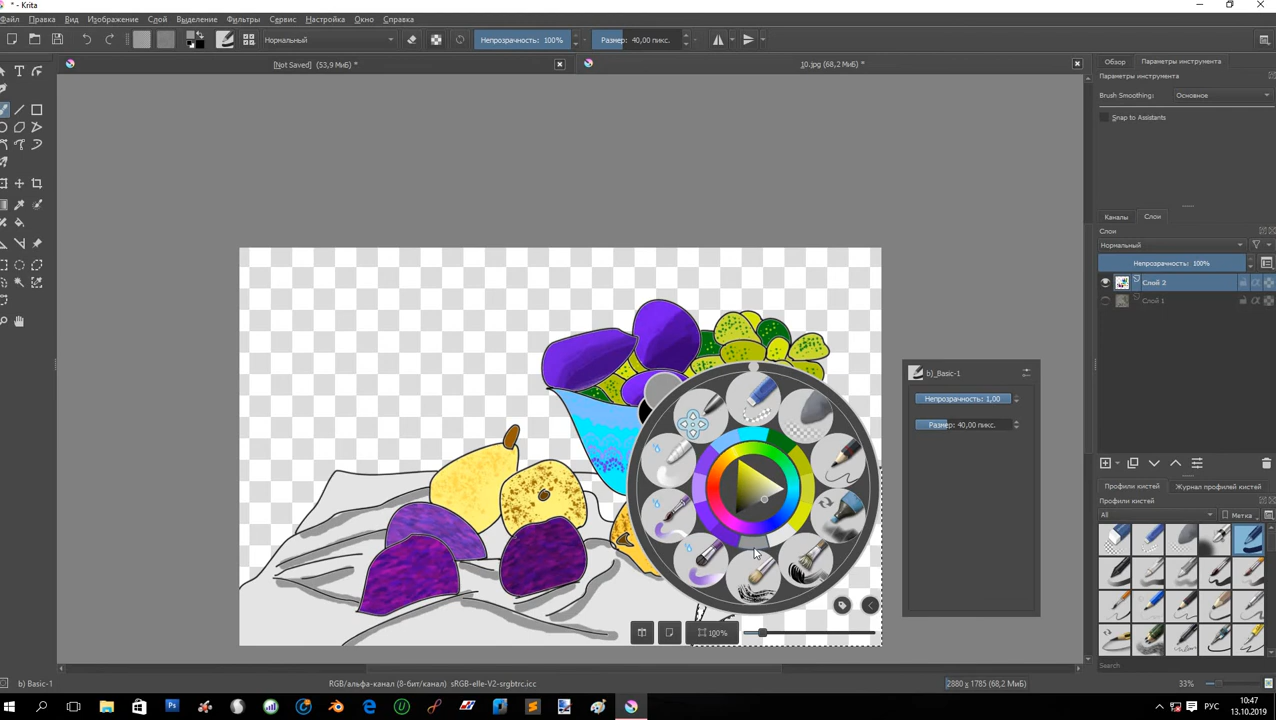 * - Krita
Файл Правка Вид Изображение Слой Выделение Фильтры Сервис Настройка Окно Справка
Нормальный Непрозрачность: 100% Размер: 40,00 пикс.
[Not Saved] (53,9 МиБ) * 10.jpg (68,2 МиБ) *
Обзор Параметры инструмента
Параметры инструмента
Brush Smoothing: Основное
Snap to Assistants
Каналы Слои
Слои
Нормальный
Непрозрачность: 100%
Слой 2
Слой 1
b)_Basic-1
Непрозрачность: 1,00
Размер: 40,00 пикс.
100%
Профили кистей Журнал профилей кистей
Профили кистей
All Метка
Search
b) Basic-1 RGB/альфа-канал (8-бит/канал) sRGB-elle-V2-srgbtrc.icc 2880 x 1785 (68,2 МиБ) 33%
РУС 10:47
13.10.2019